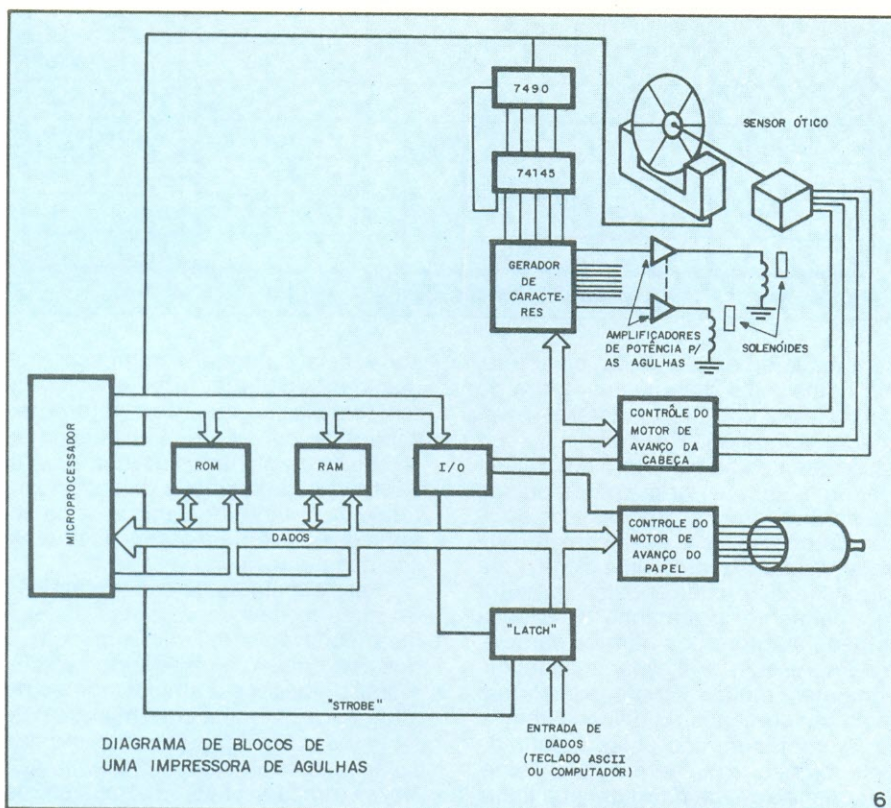 7490
SENSOR ÓTICO
74145
GERADOR
DE
CARACTE-
RES
AMPLIFICADORES
DE POTÊNCIA P/
AS AGULHAS
SOLENÓIDES
MICROPROCESSADOR
ROM
RAM
I/O
CONTRÔLE DO
MOTOR DE
AVANÇO DA
CABEÇA
DADOS
CONTROLE DO
MOTOR DE
AVANÇO DO
PAPEL
"LATCH"
"STROBE"
ENTRADA DE
DADOS
(TECLADO ASCII
OU COMPUTADOR)
DIAGRAMA DE BLOCOS DE
UMA IMPRESSORA DE AGULHAS
6